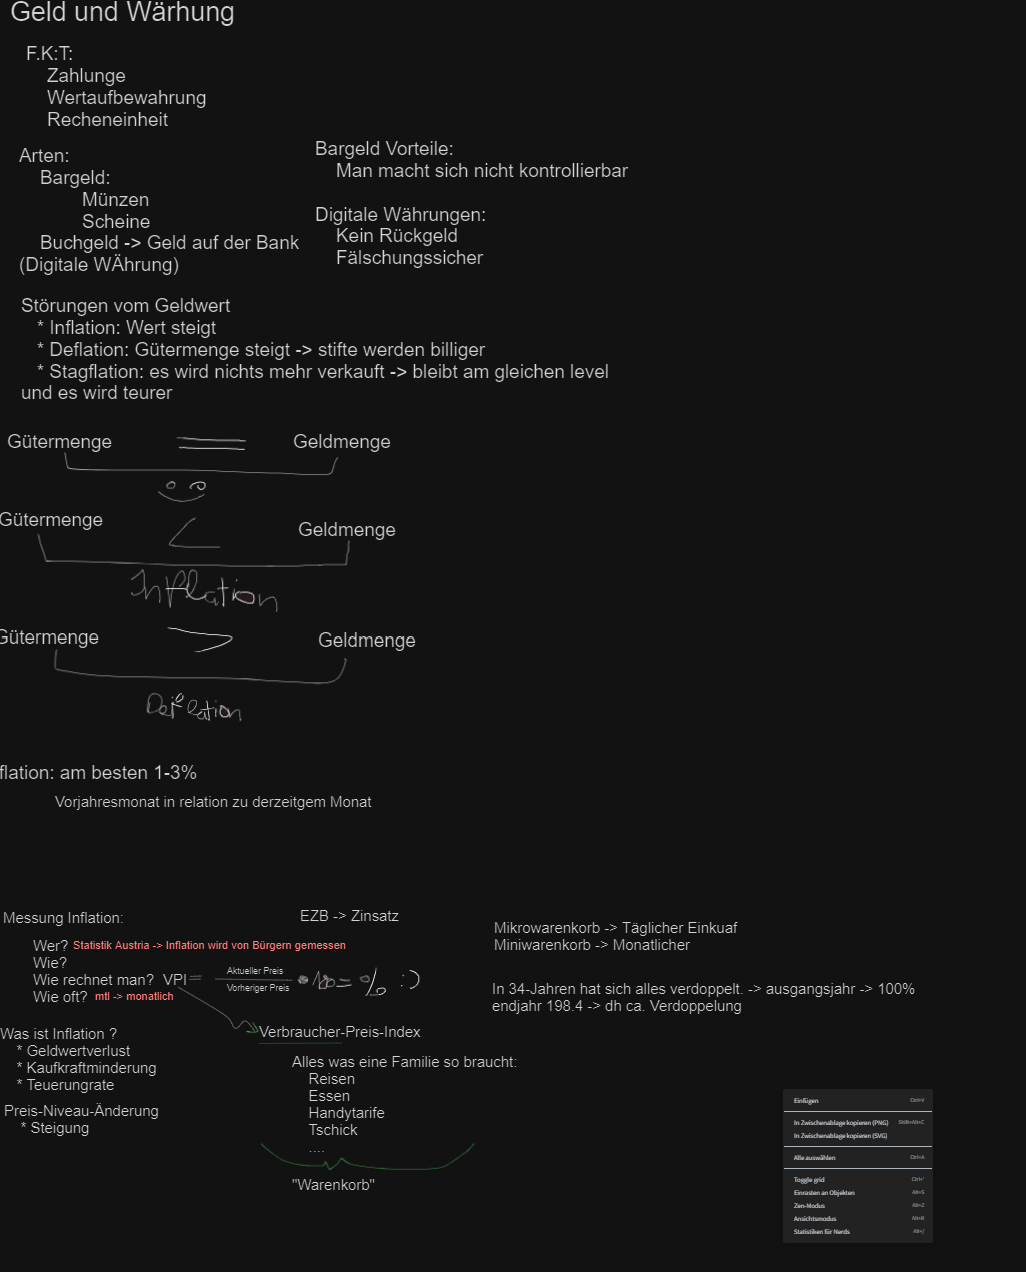 Geld und Wärhung
F.K:T:
Zahlunge
Wertaufbewahrung
Recheneinheit
Arten:
Bargeld:
Münzen
Scheine
Buchgeld -> Geld auf der Bank
(Digitale WÄhrung)
Bargeld Vorteile:
Man macht sich nicht kontrollierbar
Digitale Währungen:
Kein Rückgeld
Fälschungssicher
Störungen vom Geldwert
* Inflation: Wert steigt
* Deflation: Gütermenge steigt -> stifte werden billiger
* Stagflation: es wird nichts mehr verkauft -> bleibt am gleichen level
und es wird teurer
Gütermenge = Geldmenge
Gütermenge < Geldmenge
Inflation
Gütermenge > Geldmenge
Deflation
flation: am besten 1-3%
Vorjahresmonat in relation zu derzeitgem Monat
Messung Inflation:
EZB -> Zinsatz
Wer? Statistik Austria -> Inflation wird von Bürgern gemessen
Wie?
Wie rechnet man? VPI = Aktueller Preis
Vorheriger Preis
• 100 = % :)
Wie oft? mtl -> monatlich
Verbraucher-Preis-Index
Was ist Inflation ?
* Geldwertverlust
* Kaufkraftminderung
* Teuerungrate
Preis-Niveau-Änderung
* Steigung
Alles was eine Familie so braucht:
Reisen
Essen
Handytarife
Tschick
....
"Warenkorb"
Mikrowarenkorb -> Täglicher Einkuaf
Miniwarenkorb -> Monatlicher
In 34-Jahren hat sich alles verdoppelt. -> ausgangsjahr -> 100%
endjahr 198.4 -> dh ca. Verdoppelung
Einfügen Ctrl+V
In Zwischenablage kopieren (PNG) Shift+Alt+C
In Zwischenablage kopieren (SVG)
Alle auswählen Ctrl+A
Toggle grid Ctrl+'
Einrasten an Objekten Alt+S
Zen-Modus Alt+Z
Ansichtsmodus Alt+R
Statistiken für Nerds Alt+/